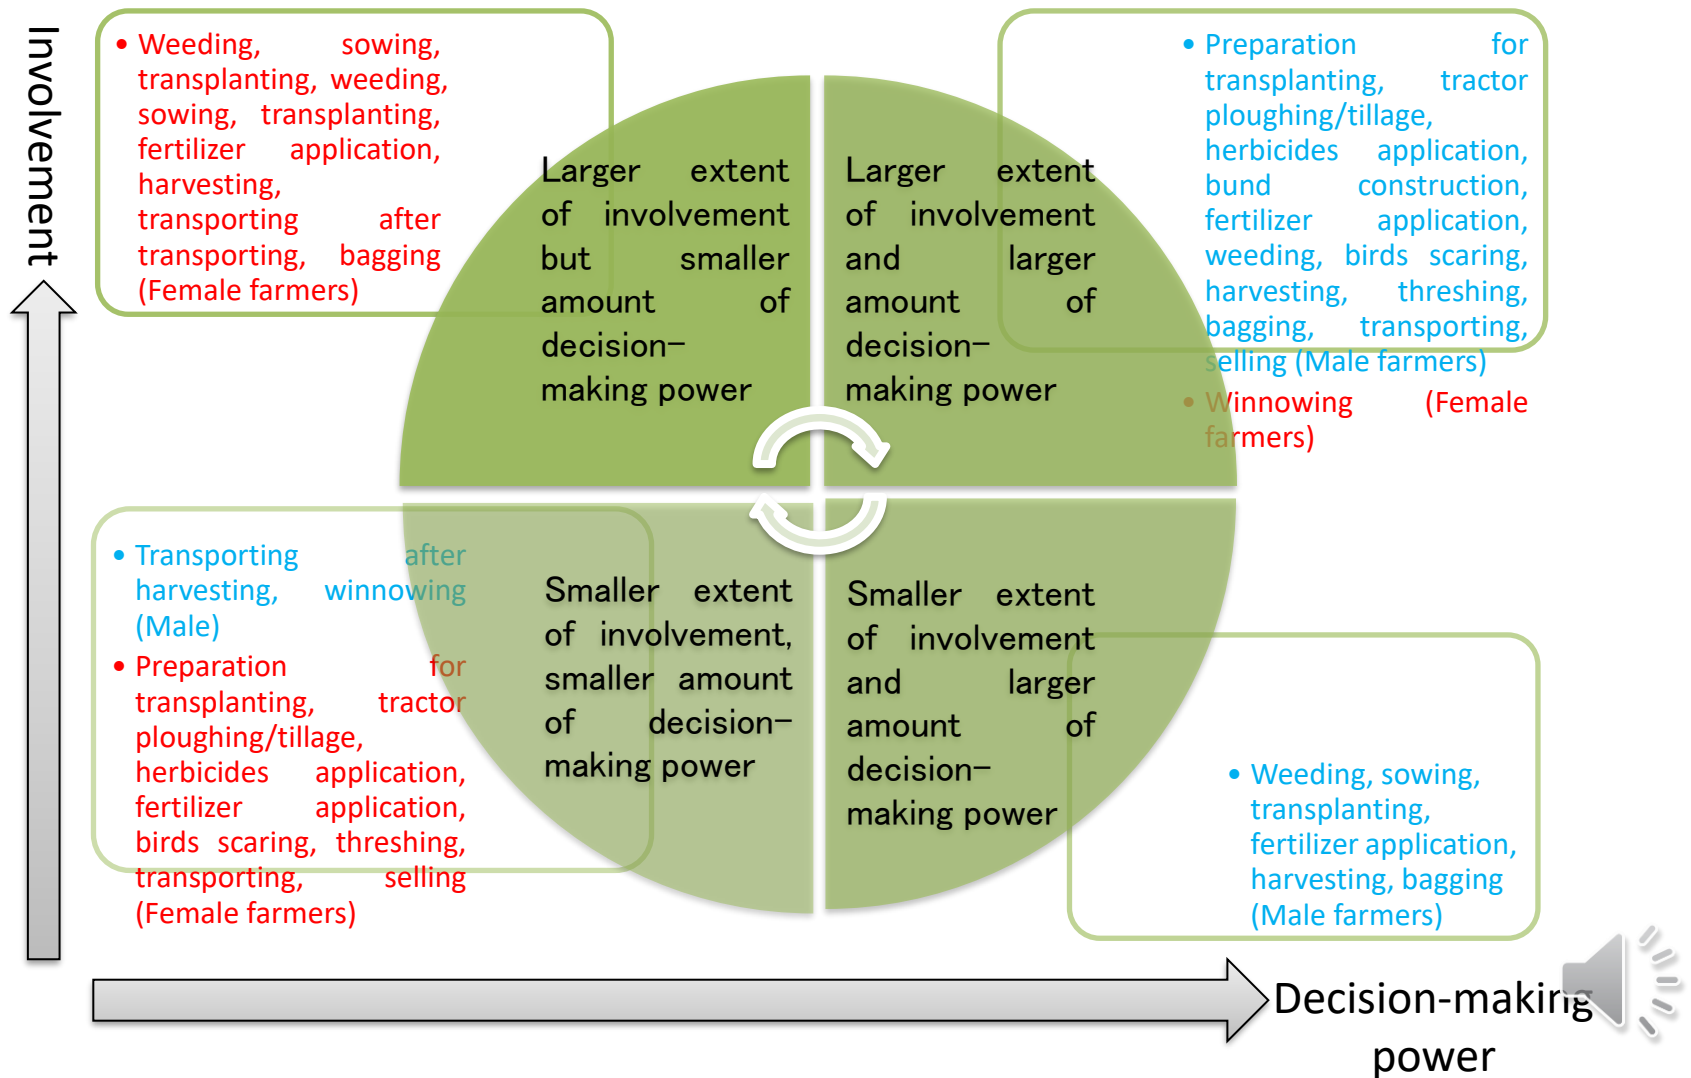 Involvement
• Weeding, sowing,
transplanting, weeding,
sowing, transplanting,
fertilizer application,
harvesting,
transporting after
transporting, bagging
(Female farmers)
Larger extent
of involvement
but smaller
amount of
decision-
making power
Larger extent
of involvement
and larger
amount of
decision-
making power
• Preparation for
transplanting, tractor
ploughing/tillage,
herbicides application,
bund construction,
fertilizer application,
weeding, birds scaring,
harvesting, threshing,
bagging, transporting,
selling (Male farmers)
• Winnowing (Female
farmers)
• Transporting after
harvesting, winnowing
(Male)
• Preparation for
transplanting, tractor
ploughing/tillage,
herbicides application,
fertilizer application,
birds scaring, threshing,
transporting, selling
(Female farmers)
Smaller extent
of involvement,
smaller amount
of decision-
making power
Smaller extent
of involvement
and larger
amount of
decision-
making power
• Weeding, sowing,
transplanting,
fertilizer application,
harvesting, bagging
(Male farmers)
Decision-making
power